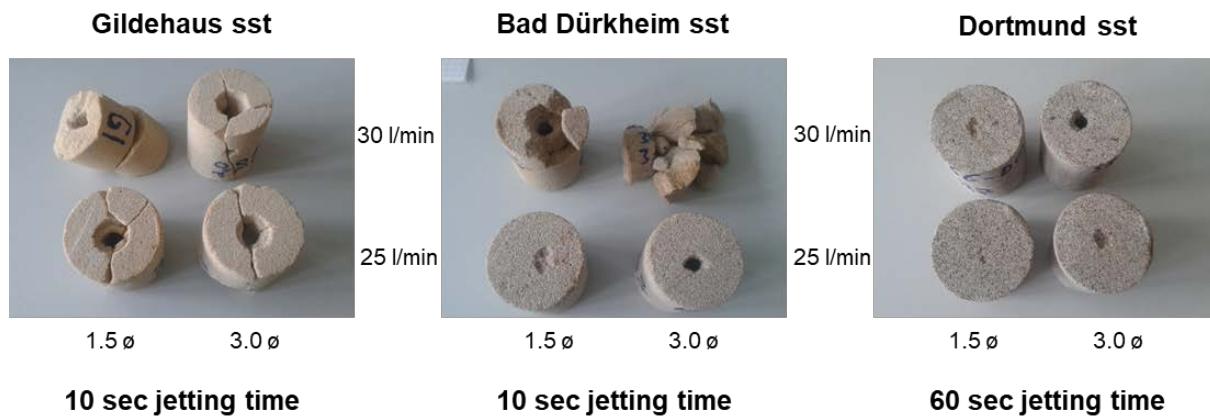 Gildehaus sst
Bad Dürkheim sst
Dortmund sst
30 l/min
30 l/min
25 l/min
25 l/min
1.5 ø
3.0 ø
1.5 ø
3.0 ø
1.5 ø
3.0 ø
10 sec jetting time
10 sec jetting time
60 sec jetting time